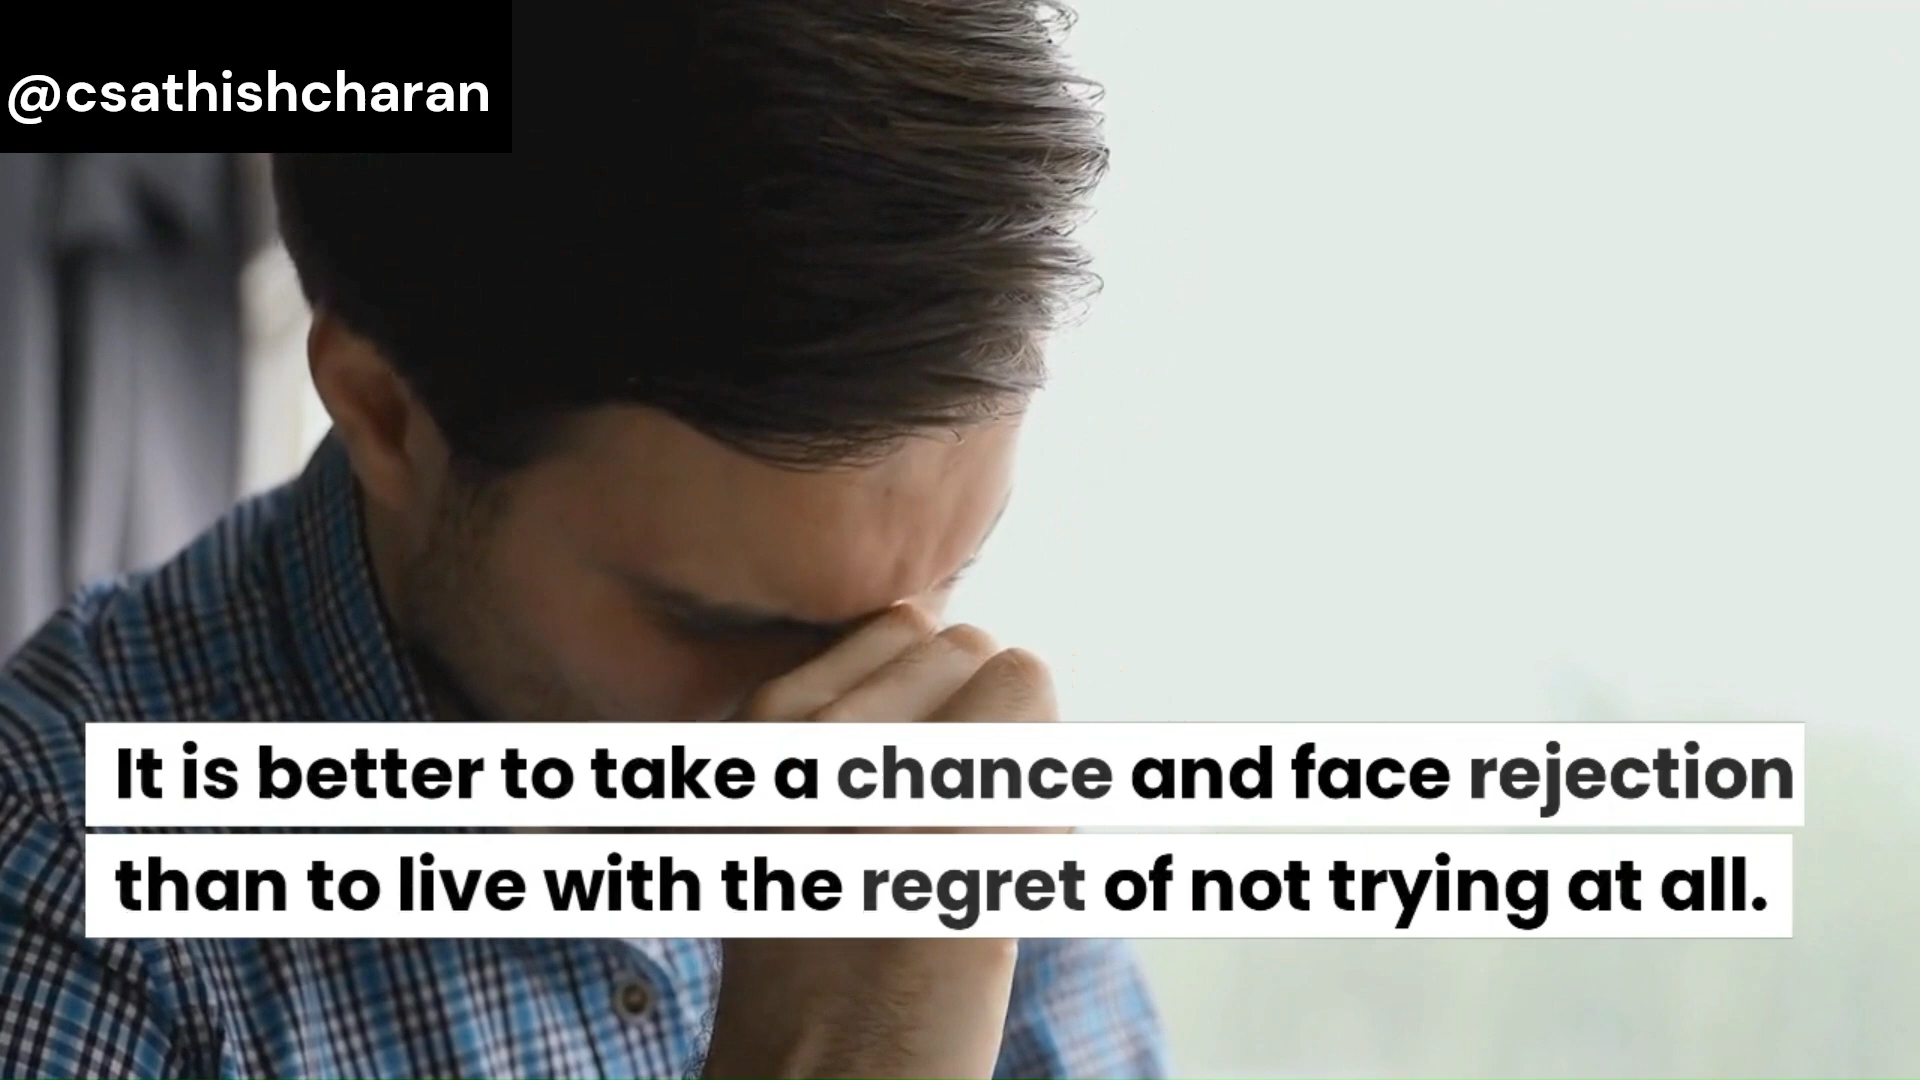 @csathishcharan
It is better to take a chance and face rejection
than to live with the regret of not trying at all.